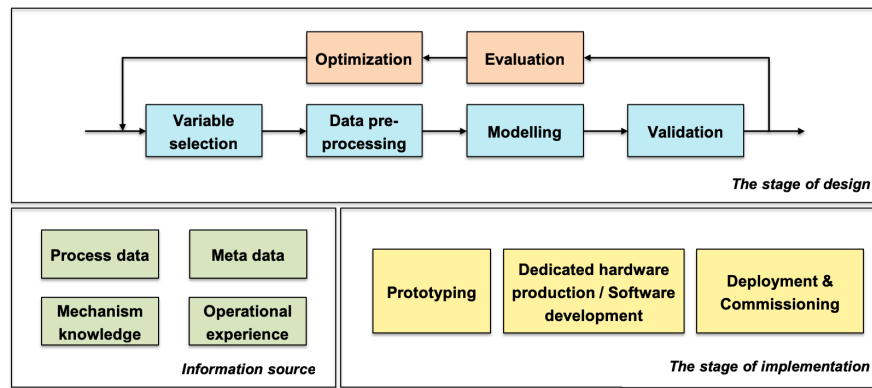 Optimization
Evaluation
Variable
selection
Data pre-
processing
Modelling
Validation
The stage of design
Process data
Meta data
Mechanism
knowledge
Operational
experience
Information source
Prototyping
Dedicated hardware
production / Software
development
Deployment &
Commissioning
The stage of implementation